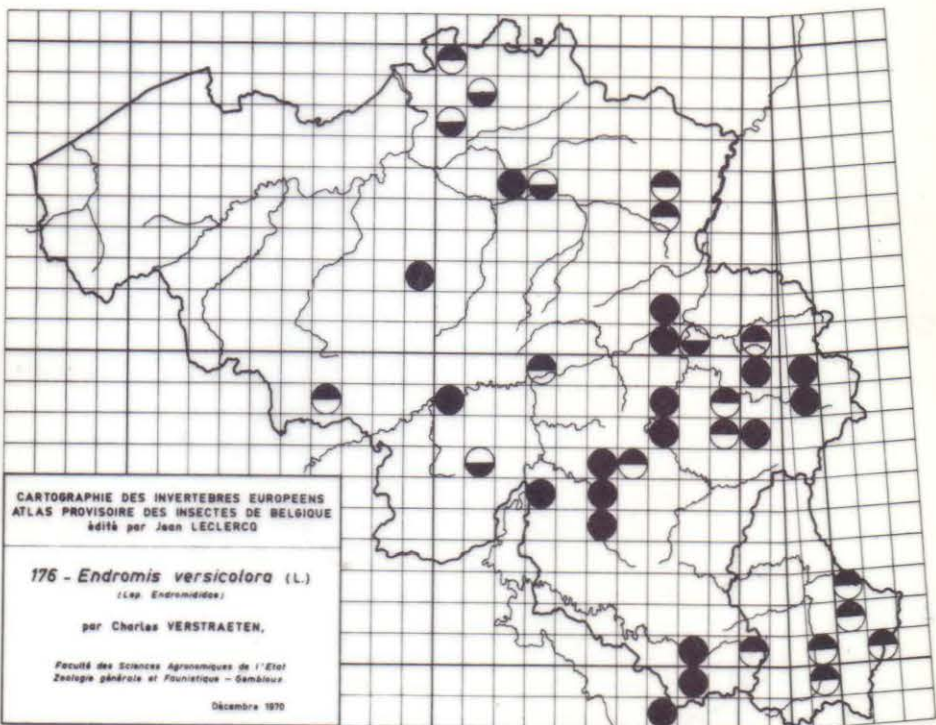 CARTOGRAPHIE DES INVERTEBRES EUROPEENS
ATLAS PROVISOIRE DES INSECTES DE BELGIQUE
édité par Jean LECLERCQ
176 - Endromis versicolora (L.)
(Lep. Endromididae)
par Charles VERSTRAETEN,
Faculté des Sciences Agronomiques de l'Etat
Zoologie générale et Faunistique - Gembloux
Décembre 1970